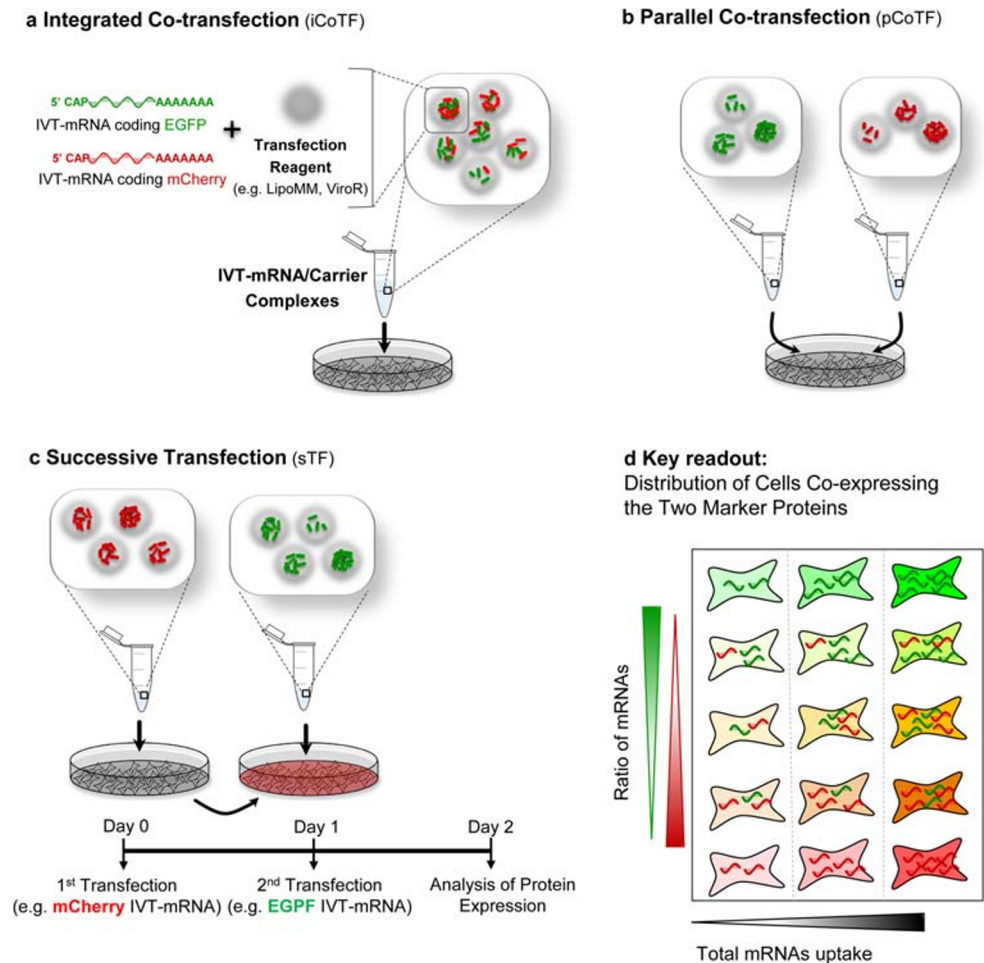 a Integrated Co-transfection (iCoTF)
5' CAP AAAAAAA
IVT-mRNA coding EGFP
+
5' CAP AAAAAAA
IVT-mRNA coding mCherry
Transfection
Reagent
(e.g. LipoMM, ViroR)
IVT-mRNA/Carrier
Complexes
b Parallel Co-transfection (pCoTF)
c Successive Transfection (sTF)
Day 0
Day 1
Day 2
1st Transfection
(e.g. mCherry IVT-mRNA)
2nd Transfection
(e.g. EGPF IVT-mRNA)
Analysis of Protein
Expression
d Key readout:
Distribution of Cells Co-expressing
the Two Marker Proteins
Ratio of mRNAs
Total mRNAs uptake